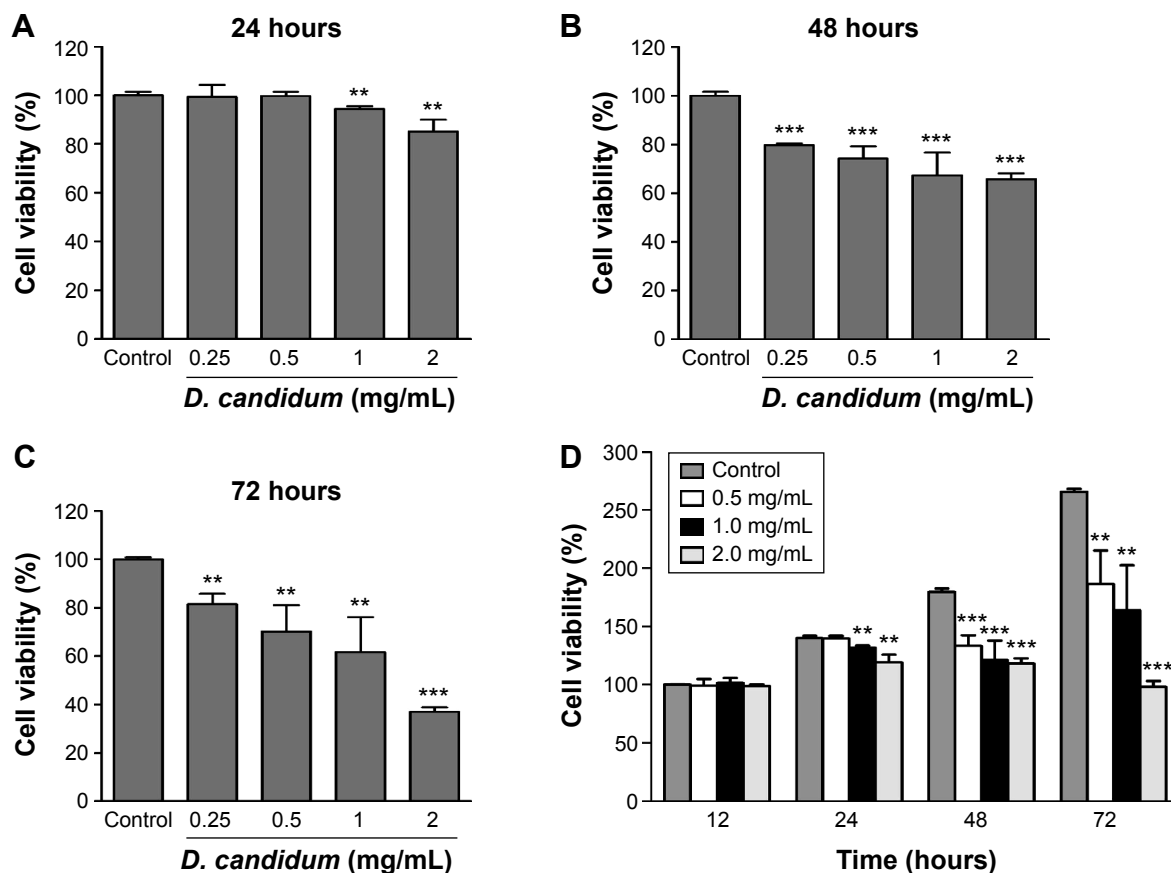 A
24 hours
Cell viability (%)
120
100
80
60
40
20
0
** **
Control 0.25 0.5 1 2
D. candidum (mg/mL)
B
48 hours
Cell viability (%)
120
100
80
60
40
20
0
*** *** *** ***
Control 0.25 0.5 1 2
D. candidum (mg/mL)
C
72 hours
Cell viability (%)
120
100
80
60
40
20
0
** ** ** ***
Control 0.25 0.5 1 2
D. candidum (mg/mL)
D
Cell viability (%)
300
250
200
150
100
50
0
Control
0.5 mg/mL
1.0 mg/mL
2.0 mg/mL
** ** *** *** *** ** ** ***
12 24 48 72
Time (hours)